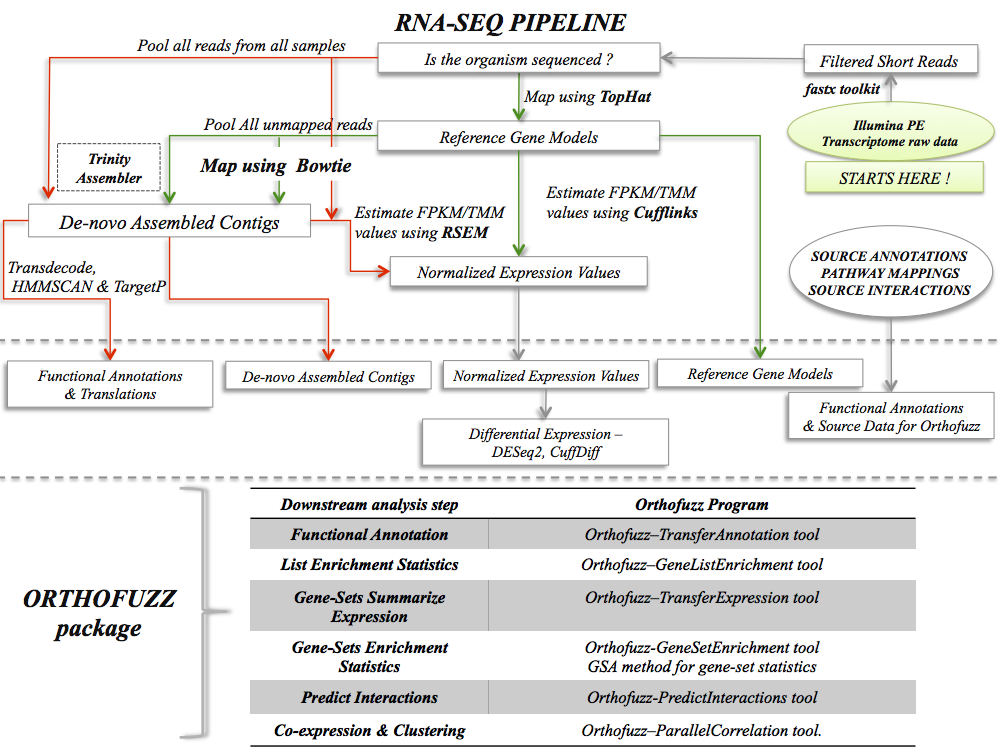 RNA-SEQ PIPELINE
Pool all reads from all samples
Is the organism sequenced ?
Filtered Short Reads
fastx toolkit
Map using TopHat
Illumina PE
Transcriptome raw data
STARTS HERE !
Pool All unmapped reads
Reference Gene Models
Trinity
Assembler
Map using Bowtie
De-novo Assembled Contigs
Estimate FPKM/TMM
values using RSEM
Estimate FPKM/TMM
values using Cufflinks
Transdecode,
HMMSCAN & TargetP
Normalized Expression Values
SOURCE ANNOTATIONS
PATHWAY MAPPINGS
SOURCE INTERACTIONS
Functional Annotations
& Translations
De-novo Assembled Contigs
Normalized Expression Values
Reference Gene Models
Functional Annotations
& Source Data for Orthofuzz
Differential Expression –
DESeq2, CuffDiff
ORTHOFUZZ
package
Downstream analysis step
Orthofuzz Program
Functional Annotation
Orthofuzz–TransferAnnotation tool
List Enrichment Statistics
Orthofuzz–GeneListEnrichment tool
Gene-Sets Summarize
Expression
Orthofuzz–TransferExpression tool
Gene-Sets Enrichment
Statistics
Orthofuzz-GeneSetEnrichment tool
GSA method for gene-set statistics
Predict Interactions
Orthofuzz-PredictInteractions tool
Co-expression & Clustering
Orthofuzz–ParallelCorrelation tool.